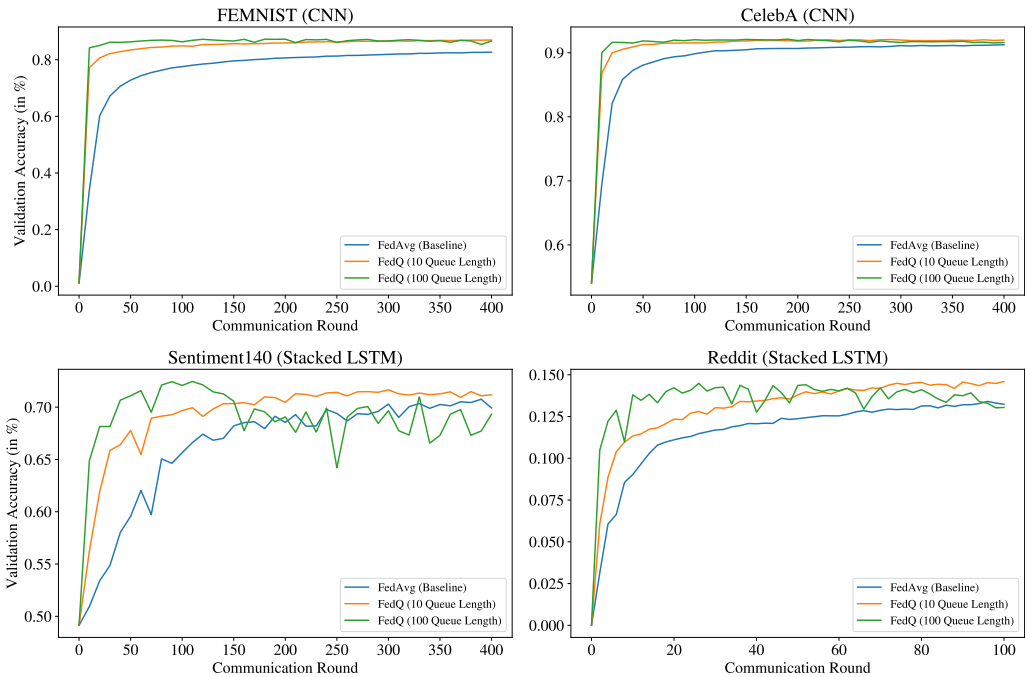 FEMNIST (CNN)
Validation Accuracy (in %)
0.8
0.6
0.4
0.2
0.0
0 50 100 150 200 250 300 350 400
Communication Round
FedAvg (Baseline)
FedQ (10 Queue Length)
FedQ (100 Queue Length)
CelebA (CNN)
0.9
0.8
0.7
0.6
0 50 100 150 200 250 300 350 400
Communication Round
FedAvg (Baseline)
FedQ (10 Queue Length)
FedQ (100 Queue Length)
Sentiment140 (Stacked LSTM)
Validation Accuracy (in %)
0.70
0.65
0.60
0.55
0.50
0 50 100 150 200 250 300 350 400
Communication Round
FedAvg (Baseline)
FedQ (10 Queue Length)
FedQ (100 Queue Length)
Reddit (Stacked LSTM)
0.150
0.125
0.100
0.075
0.050
0.025
0.000
0 20 40 60 80 100
Communication Round
FedAvg (Baseline)
FedQ (10 Queue Length)
FedQ (100 Queue Length)